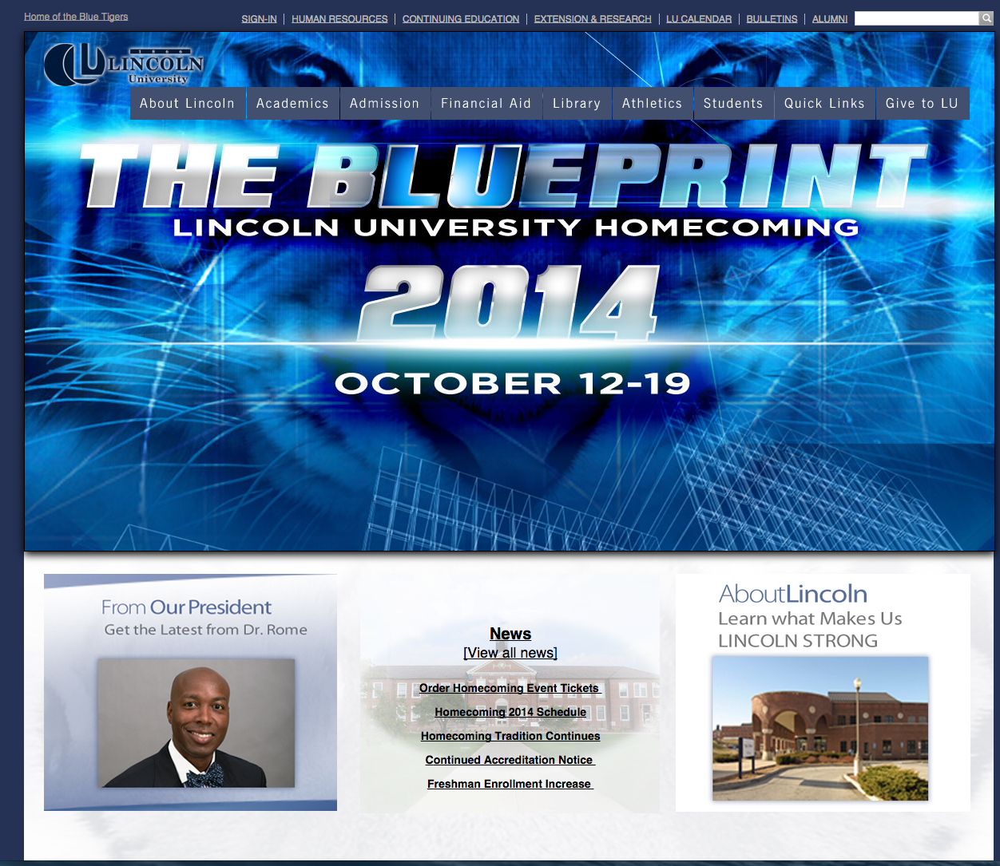 Home of the Blue Tigers
SIGN-IN
HUMAN RESOURCES
CONTINUING EDUCATION
EXTENSION & RESEARCH
LU CALENDAR
BULLETINS
ALUMNI
LU LINCOLN
1866
University
About Lincoln
Academics
Admission
Financial Aid
Library
Athletics
Students
Quick Links
Give to LU
THE BLUEPRINT
LINCOLN UNIVERSITY HOMECOMING
2014
OCTOBER 12-19
From Our President
Get the Latest from Dr. Rome
News
[View all news]
Order Homecoming Event Tickets
Homecoming 2014 Schedule
Homecoming Tradition Continues
Continued Accreditation Notice
Freshman Enrollment Increase
AboutLincoln
Learn what Makes Us
LINCOLN STRONG